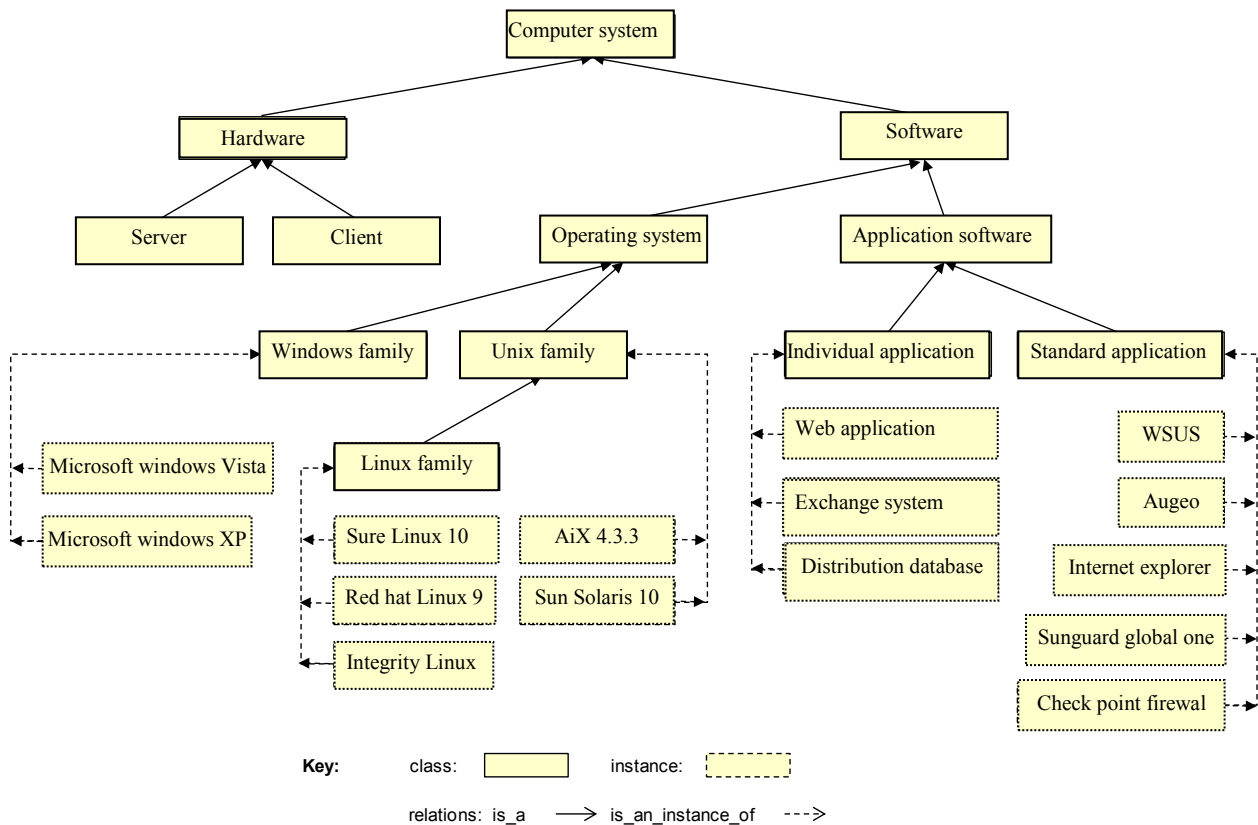 Computer system
Hardware
Software
Server
Client
Operating system
Application software
Windows family
Unix family
Individual application
Standard application
Web application
WSUS
Microsoft windows Vista
Linux family
Exchange system
Augeo
Microsoft windows XP
Sure Linux 10
AiX 4.3.3
Distribution database
Internet explorer
Red hat Linux 9
Sun Solaris 10
Sunguard global one
Integrity Linux
Check point firewal
Key: class: instance:
relations: is_a is_an_instance_of